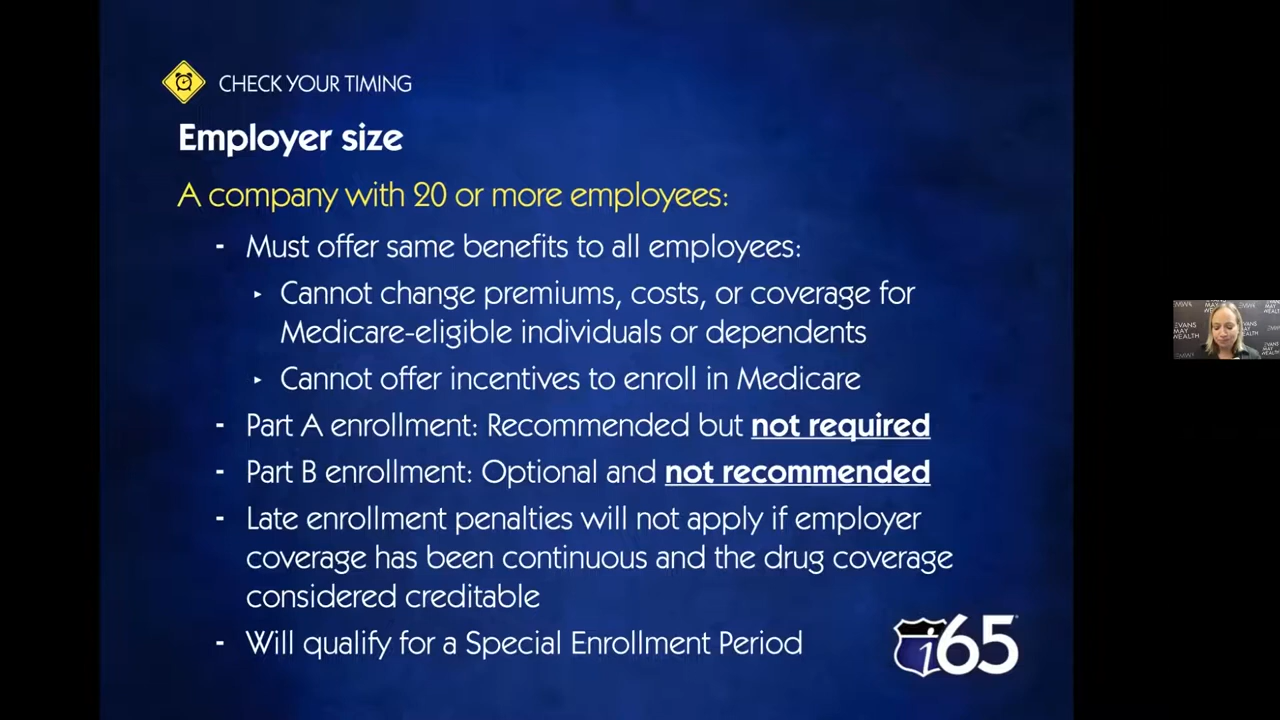 CHECK YOUR TIMING
Employer size
A company with 20 or more employees:
- Must offer same benefits to all employees:
‣ Cannot change premiums, costs, or coverage for
Medicare-eligible individuals or dependents
‣ Cannot offer incentives to enroll in Medicare
- Part A enrollment: Recommended but not required
- Part B enrollment: Optional and not recommended
- Late enrollment penalties will not apply if employer
coverage has been continuous and the drug coverage
considered creditable
- Will qualify for a Special Enrollment Period
i65
EVANS
MAY
WEALTH